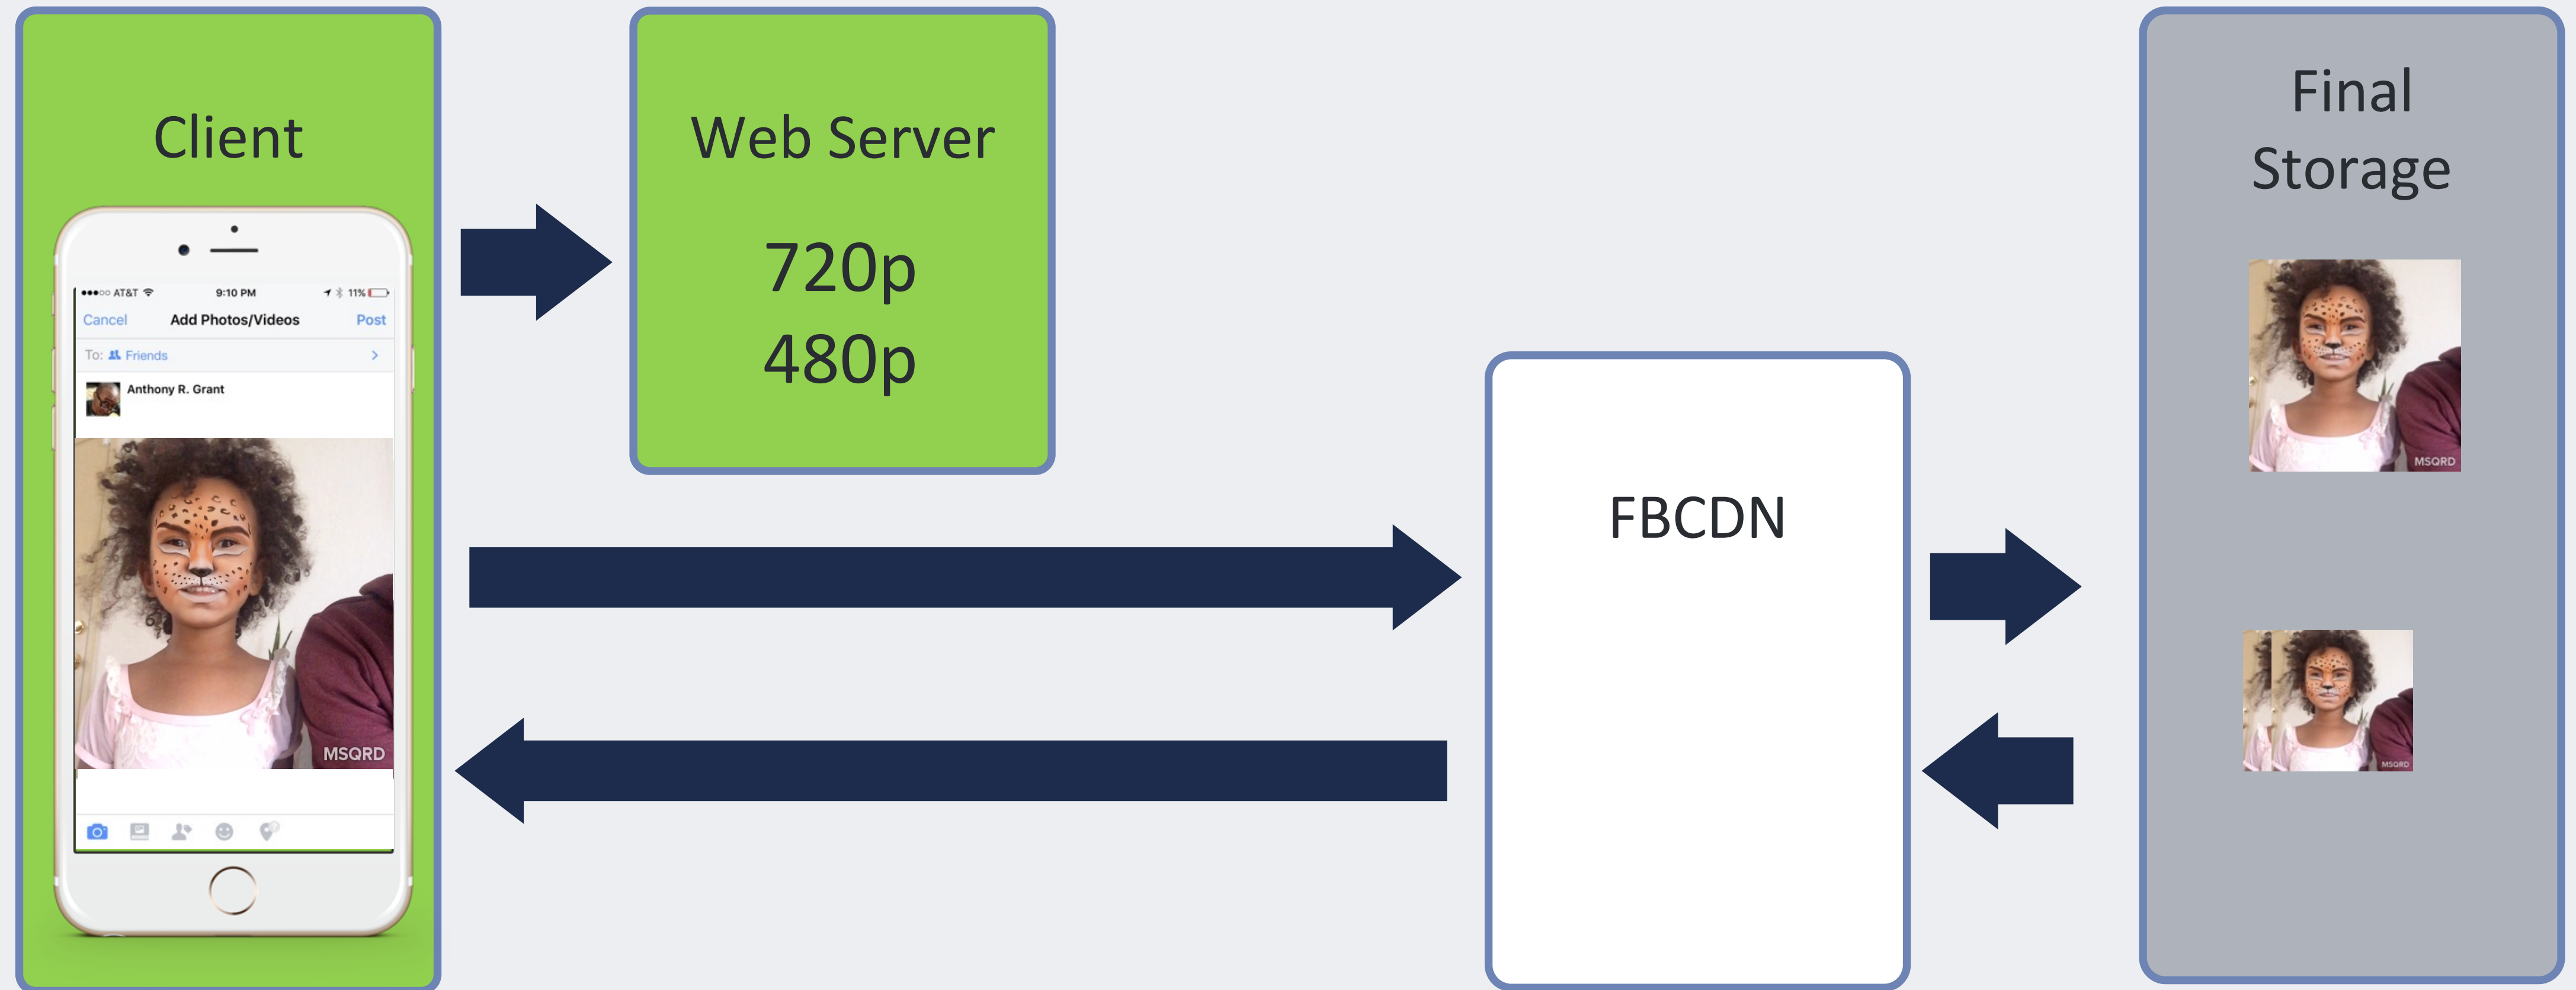 Client
AT&T
9:10 PM
11%
Cancel
Add Photos/Videos
Post
To: Friends
Anthony R. Grant
MSQRD
Web Server
720p
480p
FBCDN
Final
Storage
MSQRD
MSQRD